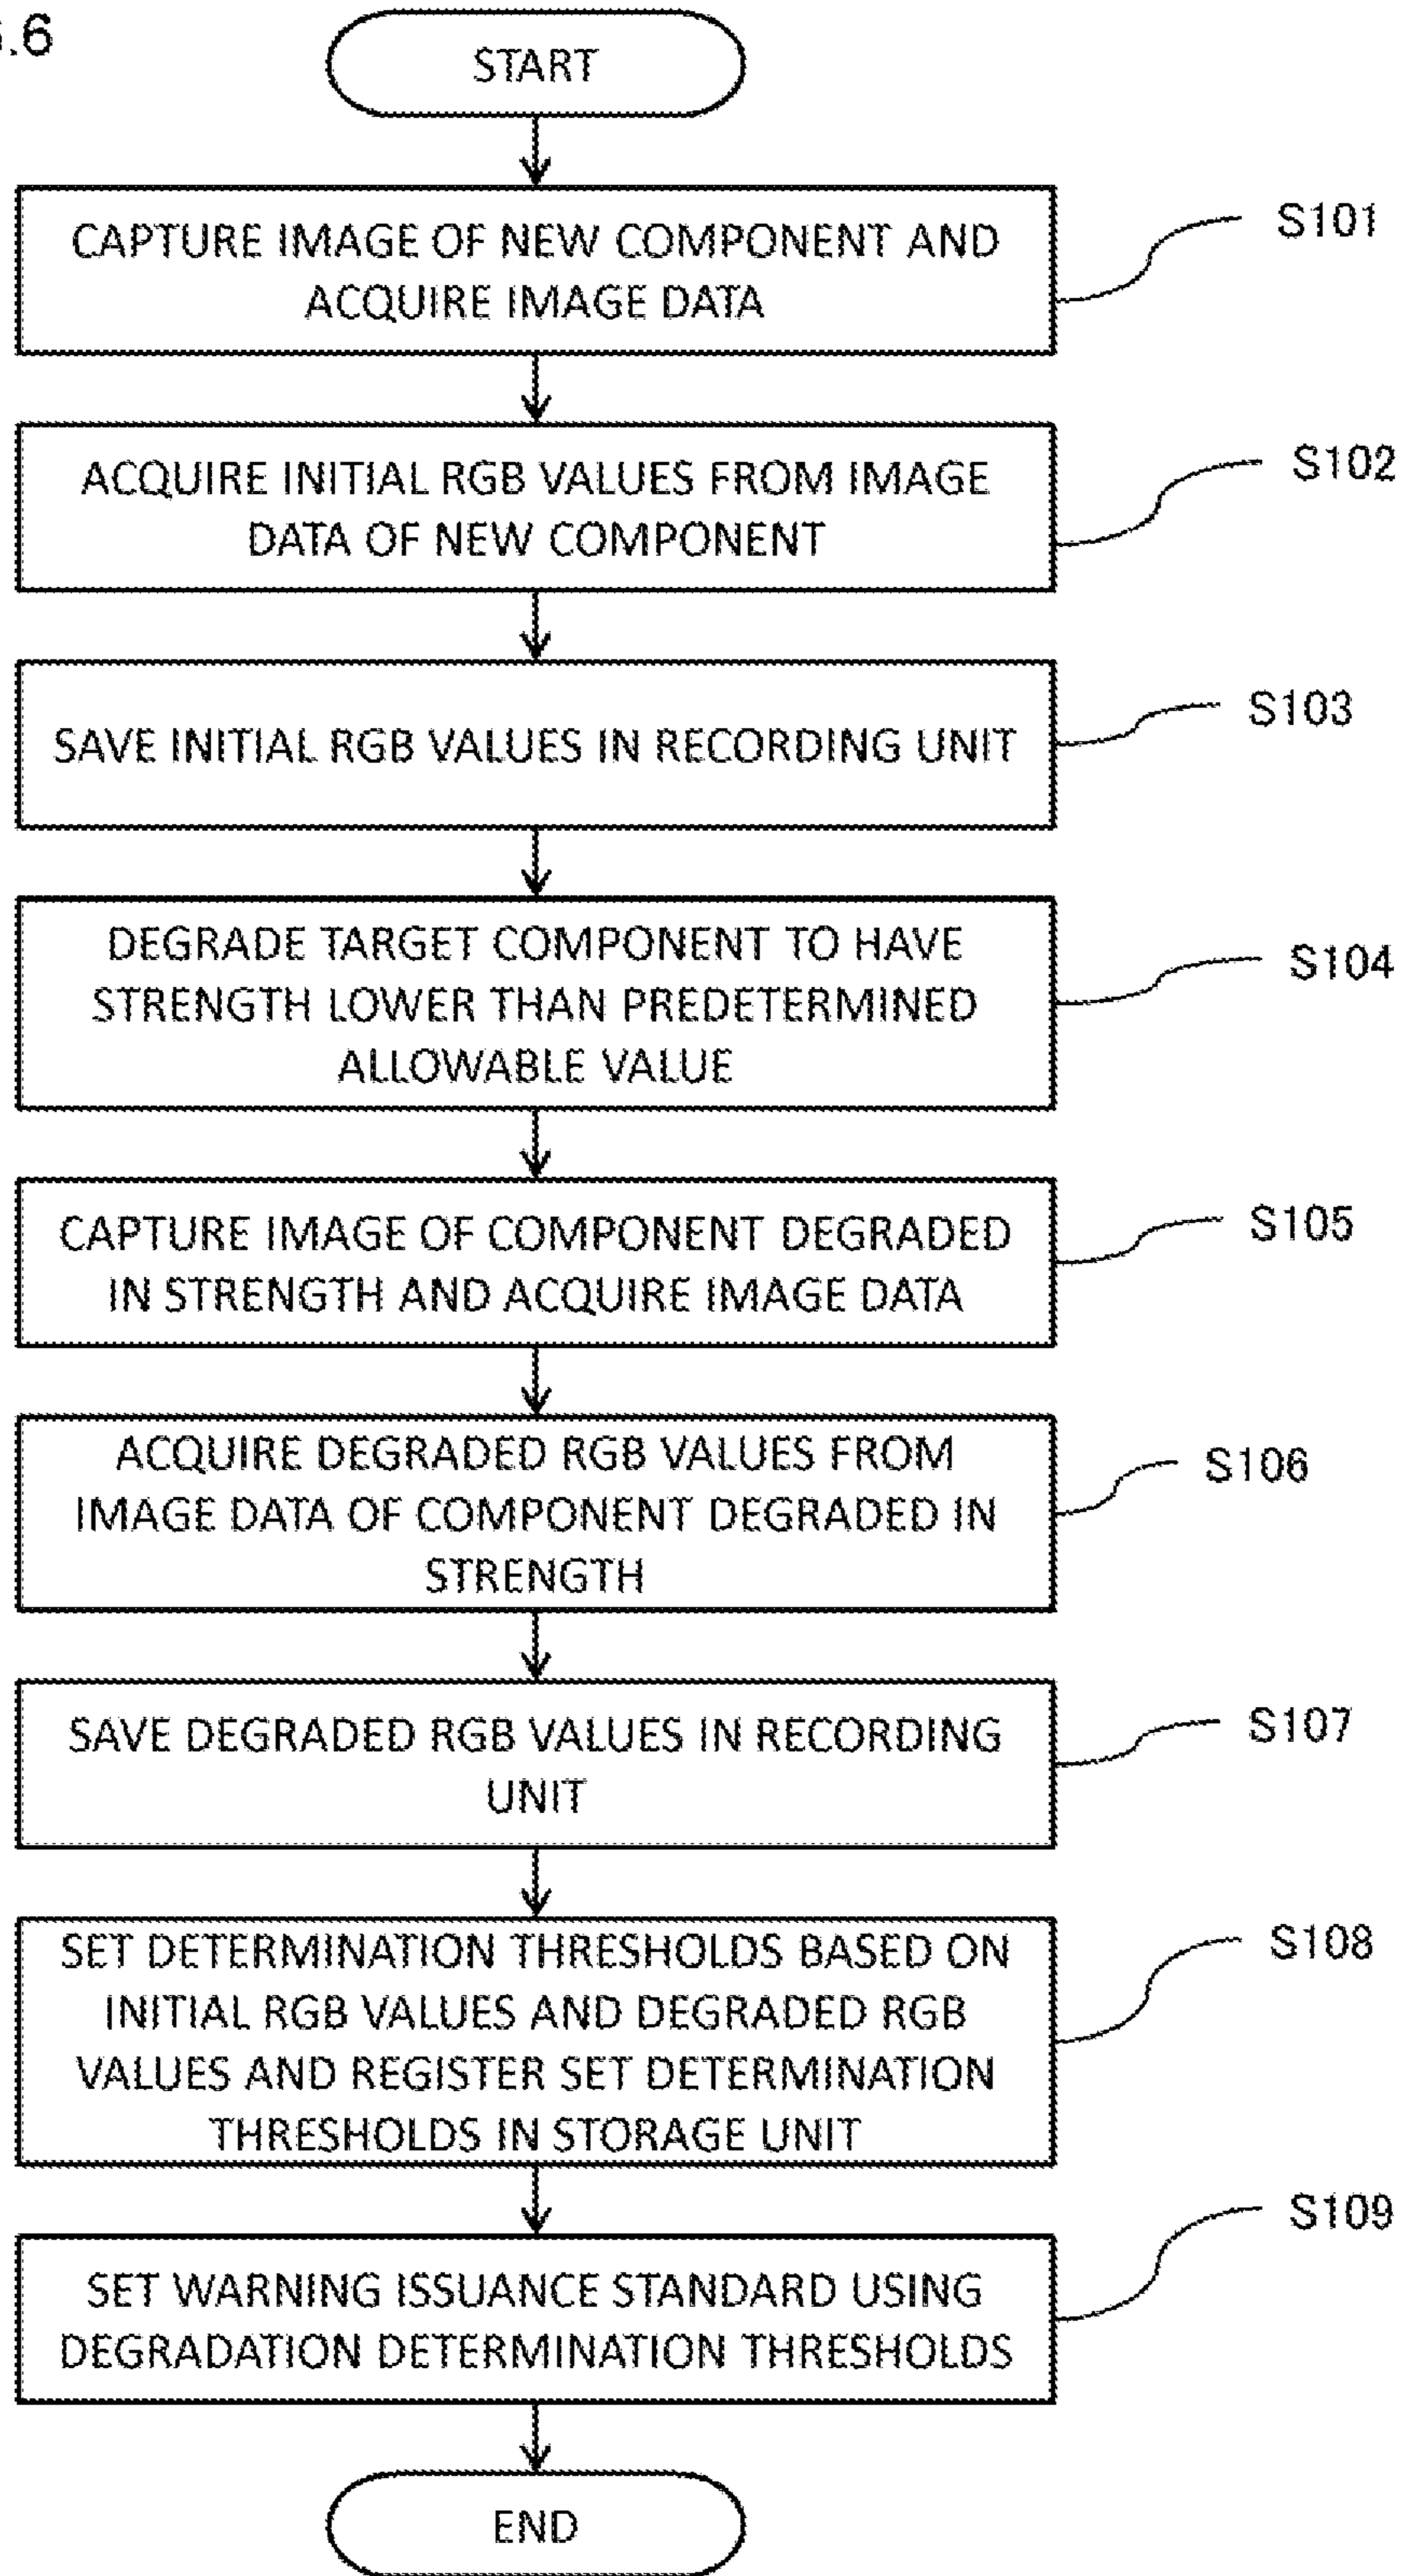 .6
START
CAPTURE IMAGE OF NEW COMPONENT AND
ACQUIRE IMAGE DATA
S101
ACQUIRE INITIAL RGB VALUES FROM IMAGE
DATA OF NEW COMPONENT
S102
SAVE INITIAL RGB VALUES IN RECORDING UNIT
S103
DEGRADE TARGET COMPONENT TO HAVE
STRENGTH LOWER THAN PREDETERMINED
ALLOWABLE VALUE
S104
CAPTURE IMAGE OF COMPONENT DEGRADED
IN STRENGTH AND ACQUIRE IMAGE DATA
S105
ACQUIRE DEGRADED RGB VALUES FROM
IMAGE DATA OF COMPONENT DEGRADED IN
STRENGTH
S106
SAVE DEGRADED RGB VALUES IN RECORDING
UNIT
S107
SET DETERMINATION THRESHOLDS BASED ON
INITIAL RGB VALUES AND DEGRADED RGB
VALUES AND REGISTER SET DETERMINATION
THRESHOLDS IN STORAGE UNIT
S108
SET WARNING ISSUANCE STANDARD USING
DEGRADATION DETERMINATION THRESHOLDS
S109
END